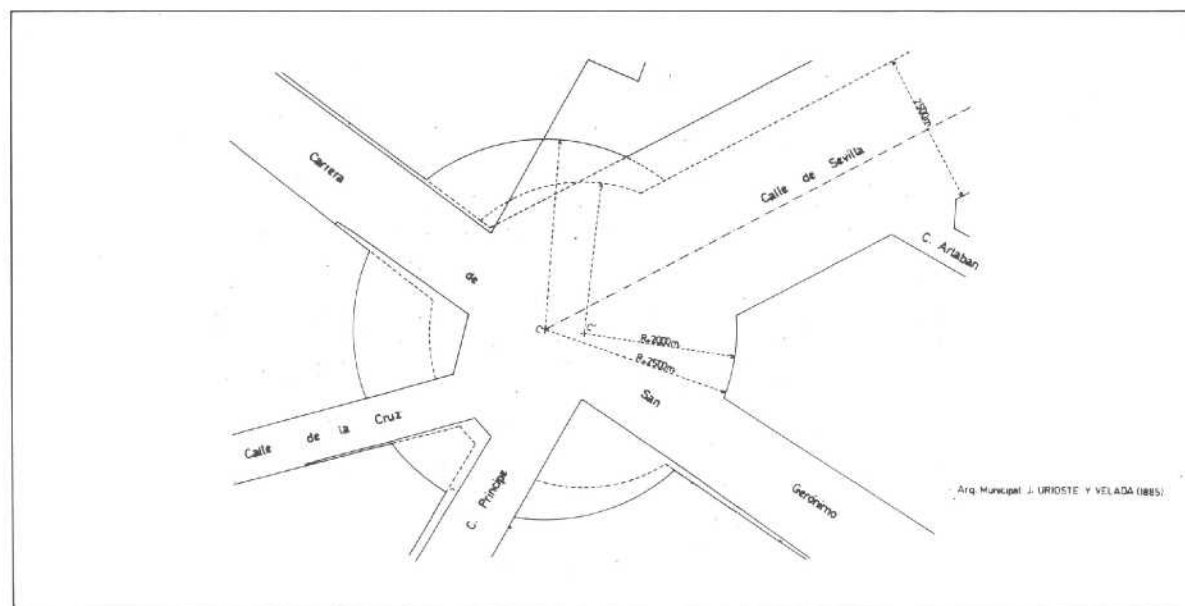 Carrera
de
San
Gerónimo
Calle de Sevilla
C. Arlaban
25'00m
C
C'
R=20'00m
R=25'00m
Calle de la Cruz
C. Príncipe
Arq. Municipal J. URIOSTE Y VELADA (1885)